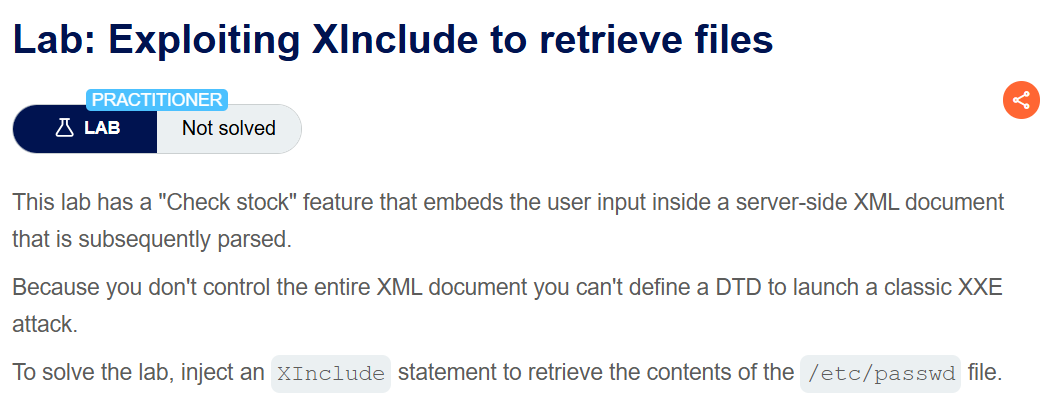 Lab: Exploiting XInclude to retrieve files
PRACTITIONER
LAB Not solved
This lab has a "Check stock" feature that embeds the user input inside a server-side XML document
that is subsequently parsed.
Because you don't control the entire XML document you can't define a DTD to launch a classic XXE
attack.
To solve the lab, inject an XInclude statement to retrieve the contents of the /etc/passwd file.